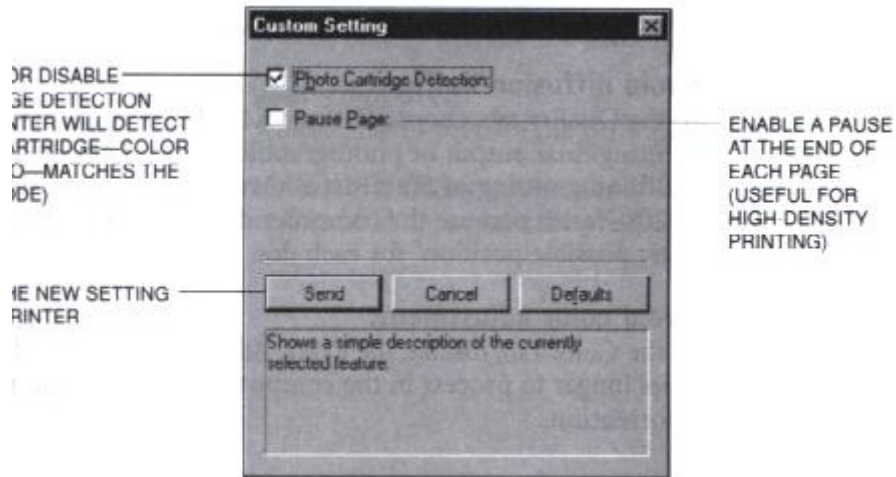 Custom Setting
OR DISABLE
GE DETECTION
NTER WILL DETECT
ARTRIDGE—COLOR
O—MATCHES THE
ODE)
Photo Cartridge Detection:
Pause Page:
ENABLE A PAUSE
AT THE END OF
EACH PAGE
(USEFUL FOR
HIGH-DENSITY
PRINTING)
HE NEW SETTING
RINTER
Send Cancel Defaults
Shows a simple description of the currently
selected feature.